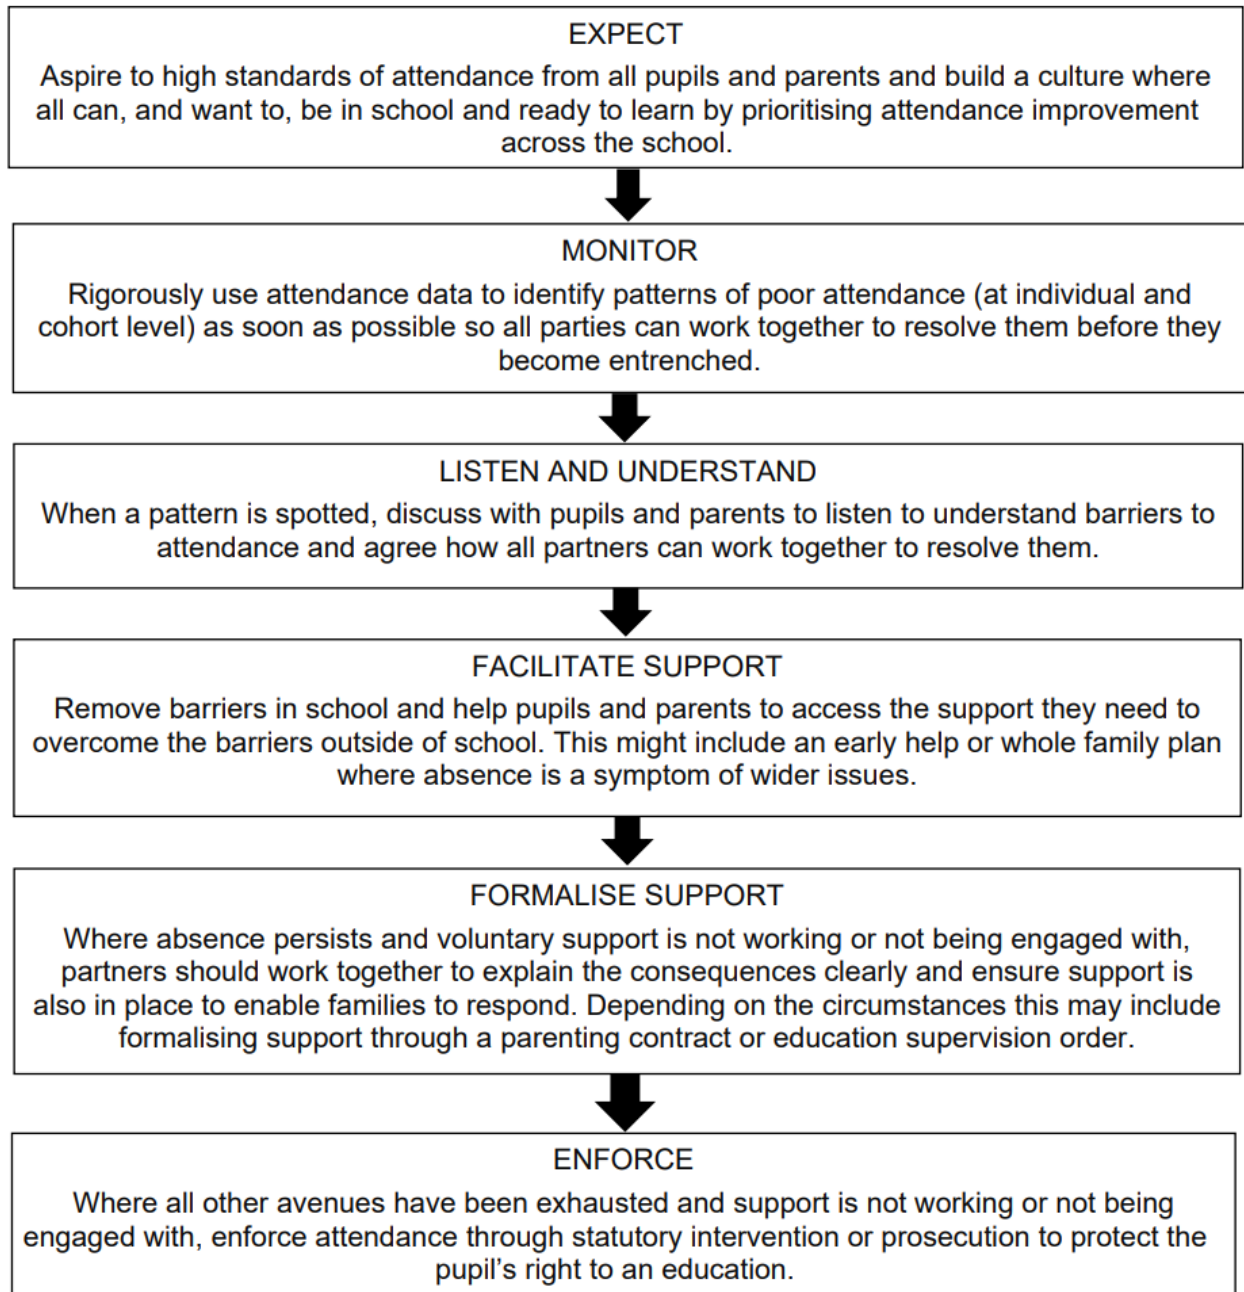 EXPECT
Aspire to high standards of attendance from all pupils and parents and build a culture where
all can, and want to, be in school and ready to learn by prioritising attendance improvement
across the school.
MONITOR
Rigorously use attendance data to identify patterns of poor attendance (at individual and
cohort level) as soon as possible so all parties can work together to resolve them before they
become entrenched.
LISTEN AND UNDERSTAND
When a pattern is spotted, discuss with pupils and parents to listen to understand barriers to
attendance and agree how all partners can work together to resolve them.
FACILITATE SUPPORT
Remove barriers in school and help pupils and parents to access the support they need to
overcome the barriers outside of school. This might include an early help or whole family plan
where absence is a symptom of wider issues.
FORMALISE SUPPORT
Where absence persists and voluntary support is not working or not being engaged with,
partners should work together to explain the consequences clearly and ensure support is
also in place to enable families to respond. Depending on the circumstances this may include
formalising support through a parenting contract or education supervision order.
ENFORCE
Where all other avenues have been exhausted and support is not working or not being
engaged with, enforce attendance through statutory intervention or prosecution to protect the
pupil's right to an education.